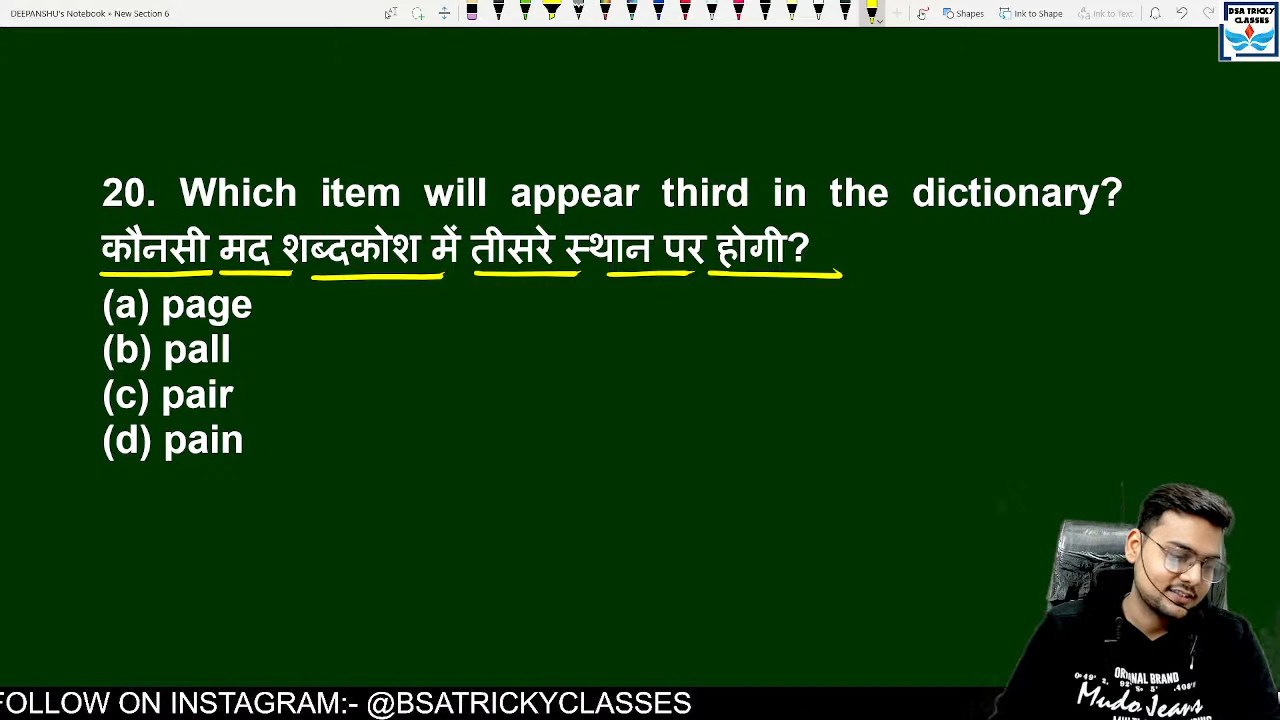 DEEPANSHU's Notebook » New Section 6
Shapes
Ink to Shape
Ink to Text
BSA TRICKY
CLASSES
20. Which item will appear third in the dictionary?
कौनसी मद शब्दकोश में तीसरे स्थान पर होगी?
(a) page
(b) pall
(c) pair
(d) pain
ORIGINAL BRAND
Mudo Jeans
FOLLOW ON INSTAGRAM:- @BSATRICKYCLASSES